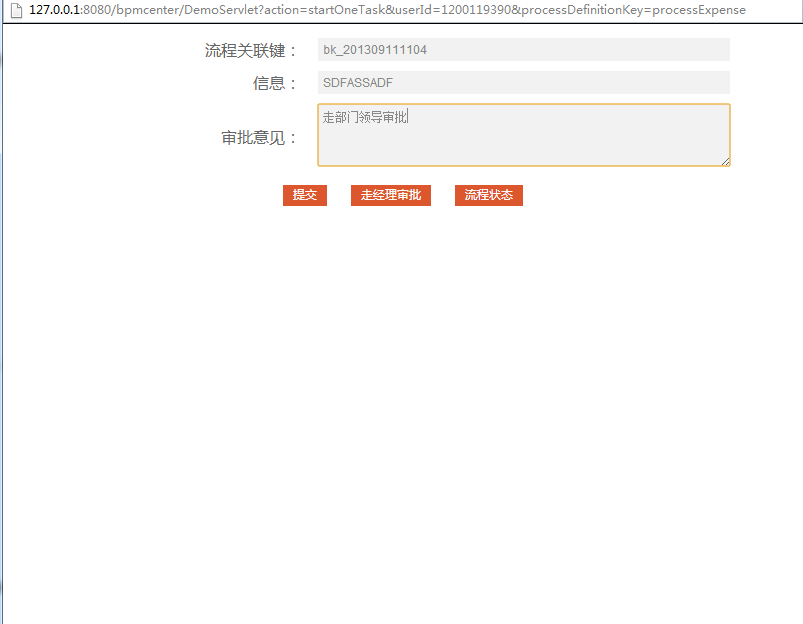 127.0.0.1:8080/bpmcenter/DemoServlet?action=startOneTask&userId=1200119390&processDefinitionKey=processExpense
流程关联键： bk_201309111104
信息： SDFASSADF
审批意见： 走部门领导审批
提交 走经理审批 流程状态